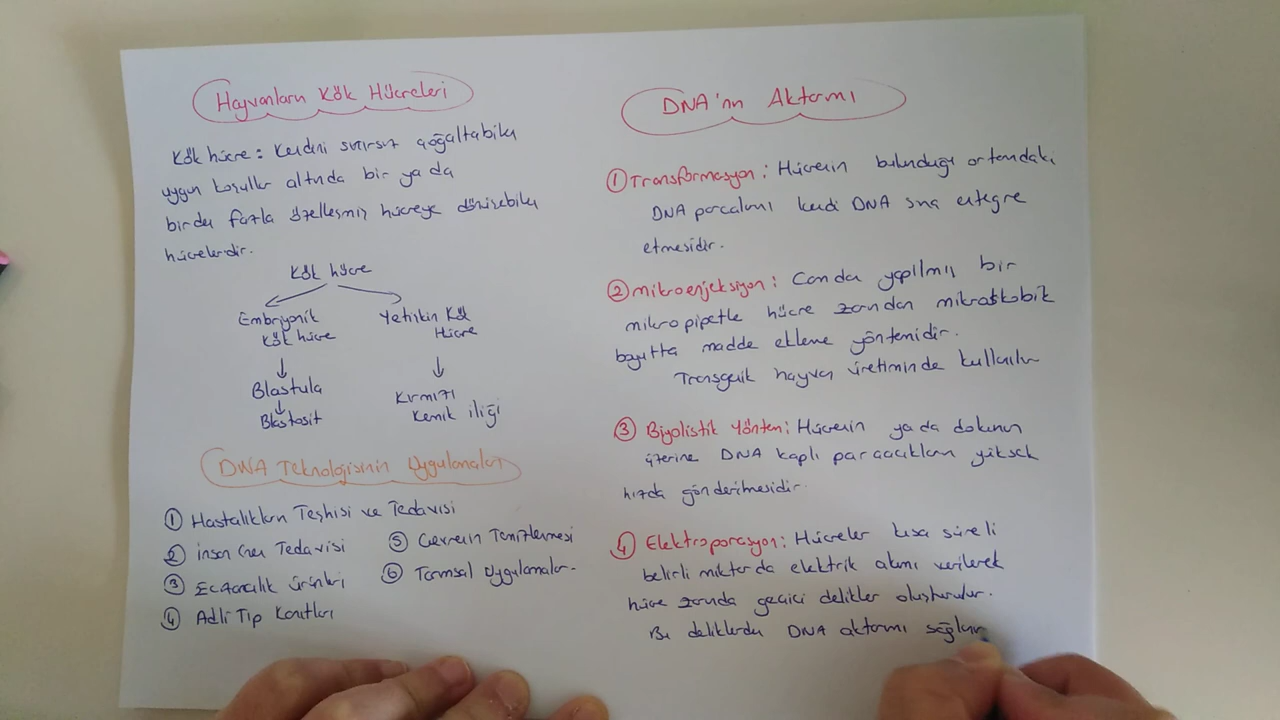 Hayvanların Kök Hücreleri
Kök hücre: Kendini sınırsız çoğaltabilen
uygun koşullar altında bir ya da
birden fazla özelleşmiş hücreye dönüşebilen
hücrelerdir.
Kök hücre
Embriyonik
Kök hücre
Yetişkin Kök
Hücre
Blastula
Blastosit
Kırmızı
Kemik iliği
DNA Teknolojisinin Uygulamaları
① Hastalıkların Teşhisi ve Tedavisi
② insan Gen Tedavisi
③ Eczacılık ürünleri
④ Adli Tıp Kanıtları
⑤ Çevrenin Temizlenmesi
⑥ Tarımsal Uygulamalar.
DNA'nın Aktarımı
① Transformasyon: Hücrenin bulunduğu ortamdaki
DNA parçalarını kendi DNA sına entegre
etmesidir.
② mikroenjeksiyon: Camdan yapılmış bir
mikropipetle hücre zarından mikroskobik
boyutta madde ekleme yöntemidir.
Transgenik hayvan üretiminde kullanılır
③ Biyolistik Yöntem: Hücrenin ya da dokunun
üzerine DNA kaplı parçacıkların yüksek
hızda gönderilmesidir.
④ Elektroporasyon: Hücreler kısa süreli
belirli miktarda elektrik akımı verilerek
hücre zarında geçici delikler oluşturulur.
Bu deliklerden DNA aktarımı